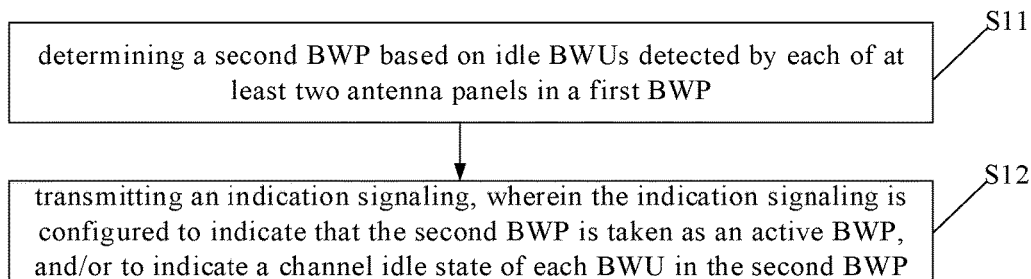 S11
determining a second BWP based on idle BWUs detected by each of at
least two antenna panels in a first BWP
S12
transmitting an indication signaling, wherein the indication signaling is
configured to indicate that the second BWP is taken as an active BWP,
and/or to indicate a channel idle state of each BWU in the second BWP